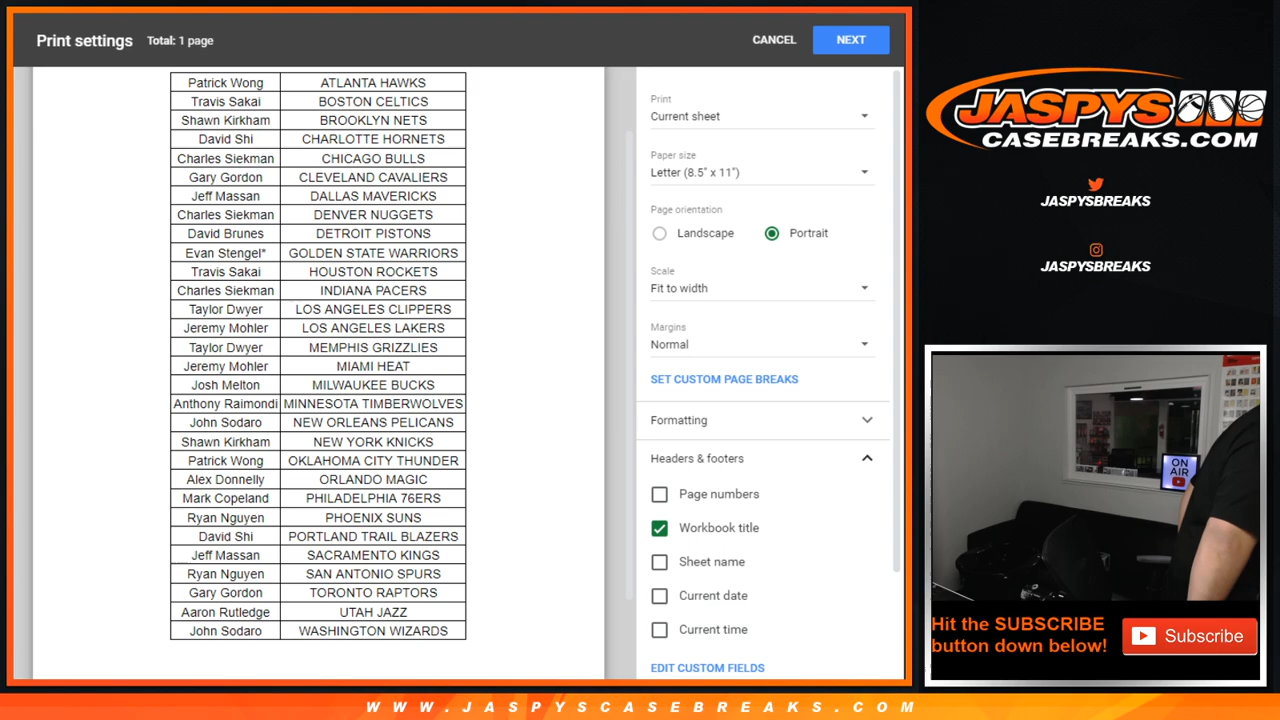 Print settings Total: 1 page CANCEL NEXT
Patrick Wong ATLANTA HAWKS
Travis Sakai BOSTON CELTICS
Shawn Kirkham BROOKLYN NETS
David Shi CHARLOTTE HORNETS
Charles Siekman CHICAGO BULLS
Gary Gordon CLEVELAND CAVALIERS
Jeff Massan DALLAS MAVERICKS
Charles Siekman DENVER NUGGETS
David Brunes DETROIT PISTONS
Evan Stengel* GOLDEN STATE WARRIORS
Travis Sakai HOUSTON ROCKETS
Charles Siekman INDIANA PACERS
Taylor Dwyer LOS ANGELES CLIPPERS
Jeremy Mohler LOS ANGELES LAKERS
Taylor Dwyer MEMPHIS GRIZZLIES
Jeremy Mohler MIAMI HEAT
Josh Melton MILWAUKEE BUCKS
Anthony Raimondi MINNESOTA TIMBERWOLVES
John Sodaro NEW ORLEANS PELICANS
Shawn Kirkham NEW YORK KNICKS
Patrick Wong OKLAHOMA CITY THUNDER
Alex Donnelly ORLANDO MAGIC
Mark Copeland PHILADELPHIA 76ERS
Ryan Nguyen PHOENIX SUNS
David Shi PORTLAND TRAIL BLAZERS
Jeff Massan SACRAMENTO KINGS
Ryan Nguyen SAN ANTONIO SPURS
Gary Gordon TORONTO RAPTORS
Aaron Rutledge UTAH JAZZ
John Sodaro WASHINGTON WIZARDS
Print
Current sheet
Paper size
Letter (8.5" x 11")
Page orientation
Landscape Portrait
Scale
Fit to width
Margins
Normal
SET CUSTOM PAGE BREAKS
Formatting
Headers & footers
Page numbers
Workbook title
Sheet name
Current date
Current time
EDIT CUSTOM FIELDS
JASPYS
CASEBREAKS.COM
JASPYSBREAKS
JASPYSBREAKS
ON
AIR
Hit the SUBSCRIBE
button down below!
Subscribe
WWW.JASPYSCASEBREAKS.COM